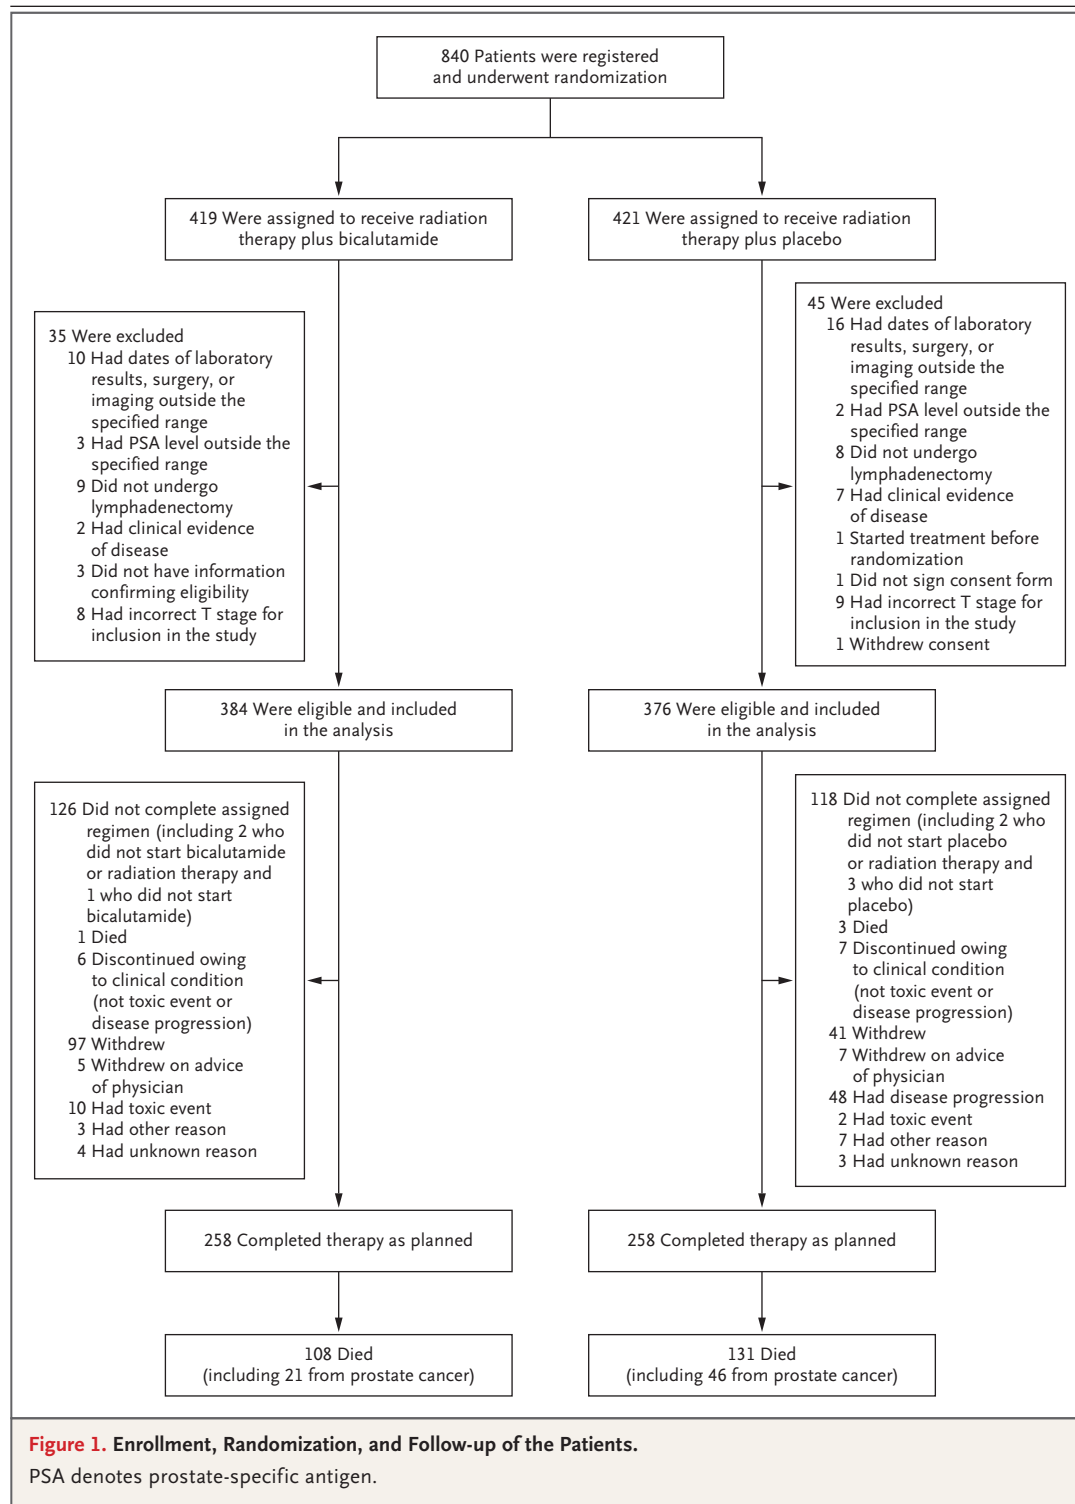 840 Patients were registered
and underwent randomization
419 Were assigned to receive radiation
therapy plus bicalutamide
421 Were assigned to receive radiation
therapy plus placebo
35 Were excluded
10 Had dates of laboratory
results, surgery, or
imaging outside the
specified range
3 Had PSA level outside the
specified range
9 Did not undergo
lymphadenectomy
2 Had clinical evidence
of disease
3 Did not have information
confirming eligibility
8 Had incorrect T stage for
inclusion in the study
45 Were excluded
16 Had dates of laboratory
results, surgery, or
imaging outside the
specified range
2 Had PSA level outside the
specified range
8 Did not undergo
lymphadenectomy
7 Had clinical evidence
of disease
1 Started treatment before
randomization
1 Did not sign consent form
9 Had incorrect T stage for
inclusion in the study
1 Withdrew consent
384 Were eligible and included
in the analysis
376 Were eligible and included
in the analysis
126 Did not complete assigned
regimen (including 2 who
did not start bicalutamide
or radiation therapy and
1 who did not start
bicalutamide)
1 Died
6 Discontinued owing
to clinical condition
(not toxic event or
disease progression)
97 Withdrew
5 Withdrew on advice
of physician
10 Had toxic event
3 Had other reason
4 Had unknown reason
118 Did not complete assigned
regimen (including 2 who
did not start placebo
or radiation therapy and
3 who did not start
placebo)
3 Died
7 Discontinued owing
to clinical condition
(not toxic event or
disease progression)
41 Withdrew
7 Withdrew on advice
of physician
48 Had disease progression
2 Had toxic event
7 Had other reason
3 Had unknown reason
258 Completed therapy as planned
258 Completed therapy as planned
108 Died
(including 21 from prostate cancer)
131 Died
(including 46 from prostate cancer)
Figure 1. Enrollment, Randomization, and Follow-up of the Patients.
PSA denotes prostate-specific antigen.